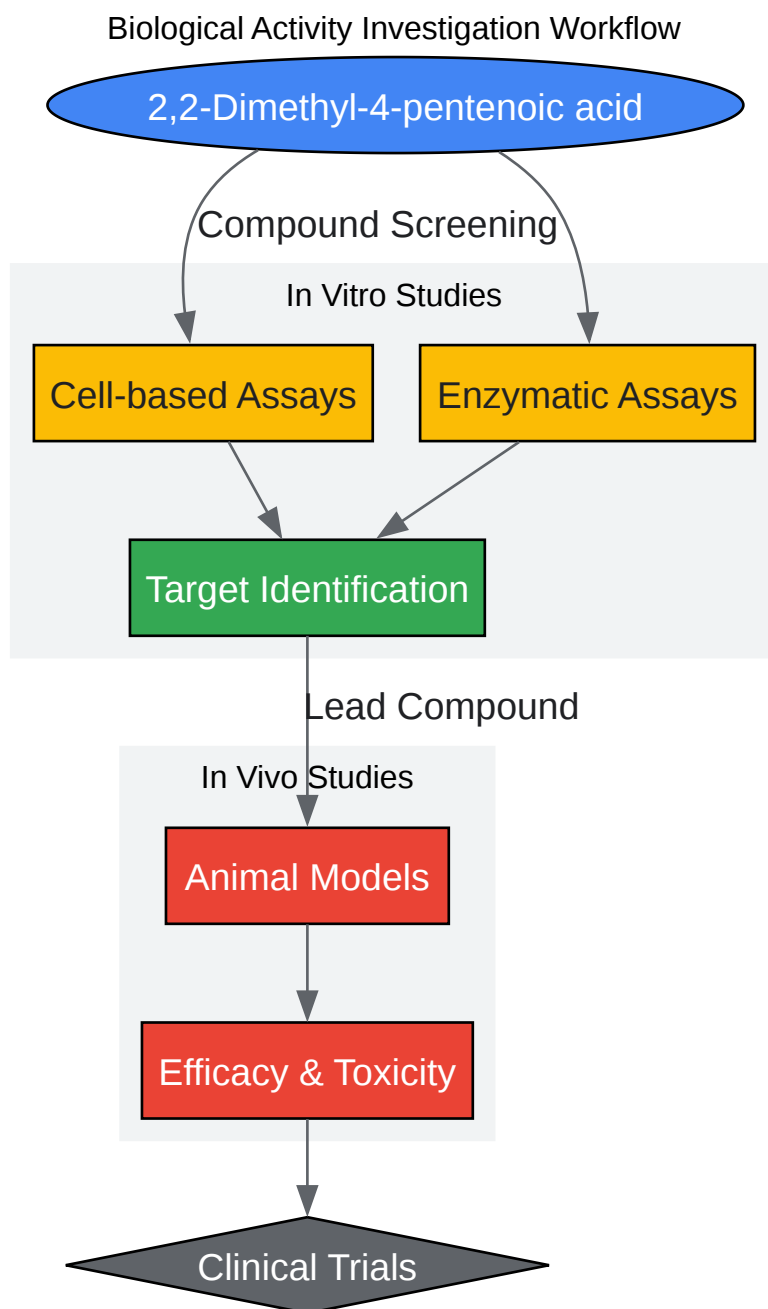 Biological Activity Investigation Workflow
2,2-Dimethyl-4-pentenoic acid
Compound Screening
In Vitro Studies
Cell-based Assays
Enzymatic Assays
Target Identification
Lead Compound
In Vivo Studies
Animal Models
Efficacy & Toxicity
Clinical Trials